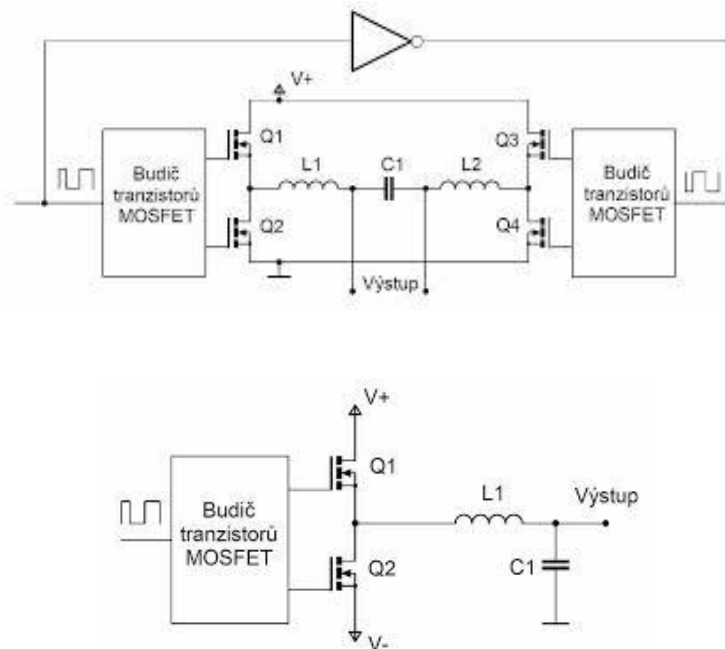 V+
Q1
Q3
Budič
tranzistorů
MOSFET
L1
C1
L2
Budič
tranzistorů
MOSFET
Q2
Q4
Výstup
V+
Q1
Budič
tranzistorů
MOSFET
L1
Výstup
Q2
C1
V-